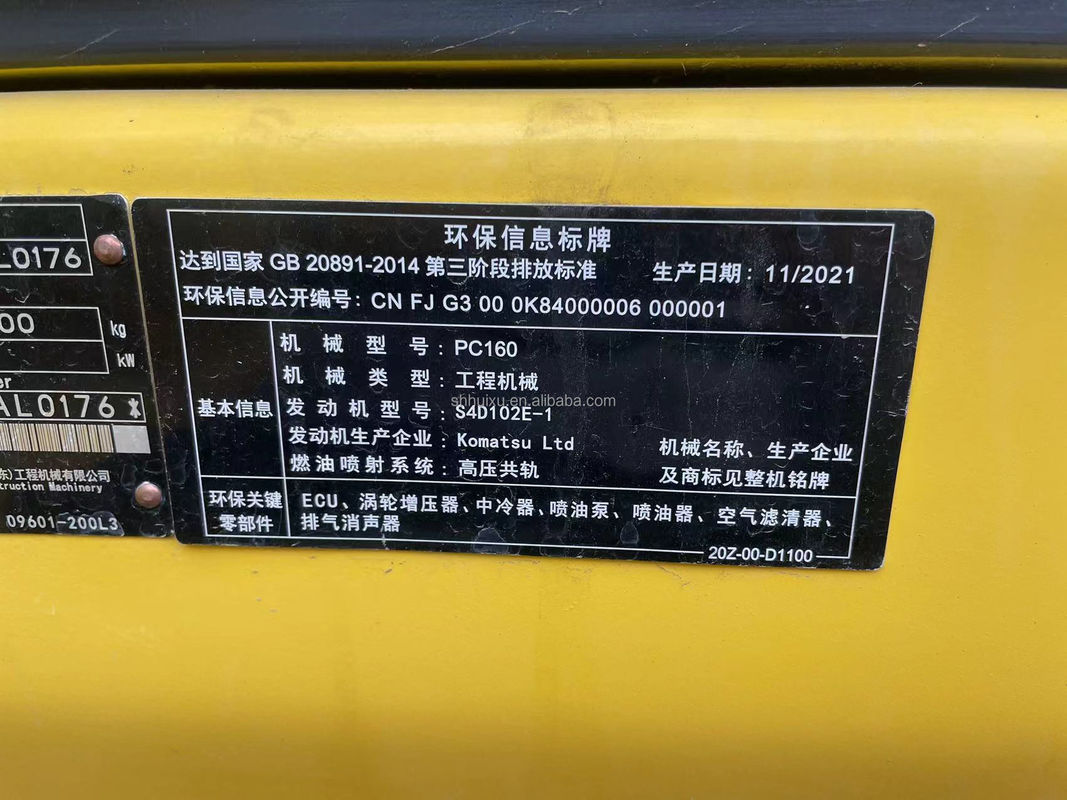 L0176
00
kg
kW
er
AL0176*
东)工程机械有限公司
truction Machinery
09601-200L3
环保信息标牌
达到国家 GB 20891-2014 第三阶段排放标准 生产日期: 11/2021
环保信息公开编号: CN FJ G3 00 0K84000006 000001
基本信息
机械型号: PC160
机械类型: 工程机械
发动机型号: S4D102E-1
发动机生产企业: Komatsu Ltd
燃油喷射系统: 高压共轨
机械名称、生产企业
及商标见整机铭牌
环保关键
零部件
ECU、涡轮增压器、中冷器、喷油泵、喷油器、空气滤清器、
排气消声器
20Z-00-D1100
shhuixu.en.alibaba.com